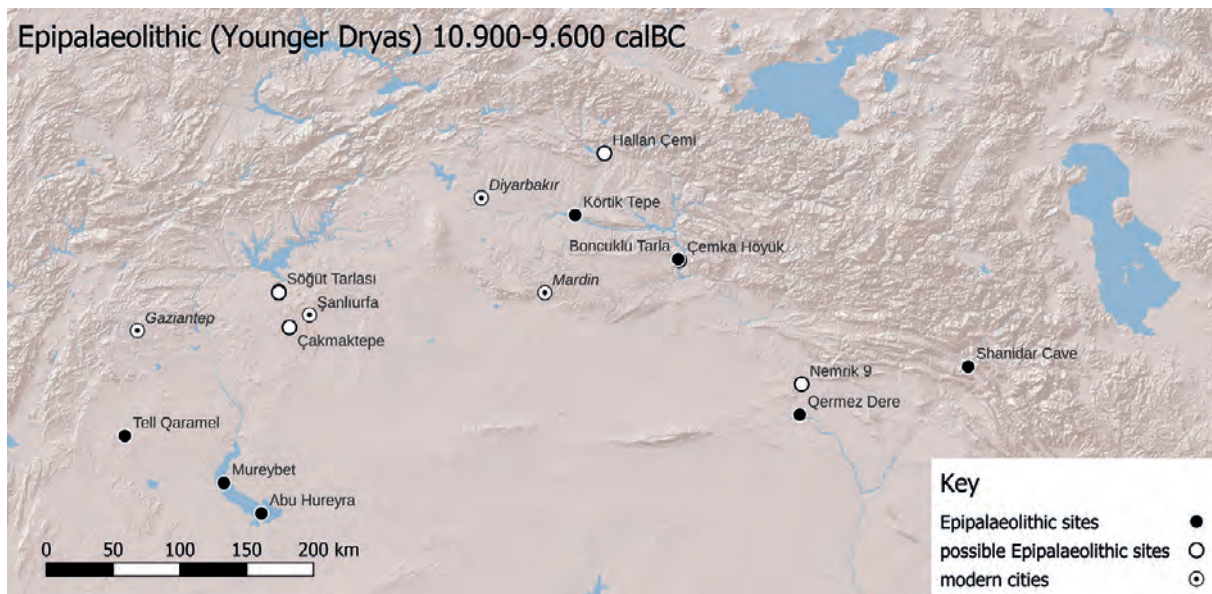 Epipalaeolithic (Younger Dryas) 10.900-9.600 calBC
Hallan Çemi
Diyarbakır
Körtik Tepe
Boncuklu Tarla
Çemka Höyük
Söğüt Tarlası
Mardin
Şanlıurfa
Gaziantep
Çakmaktepe
Shanidar Cave
Nemrik 9
Qermez Dere
Tell Qaramel
Mureybet
Abu Hureyra
Key
Epipalaeolithic sites
possible Epipalaeolithic sites
modern cities
0 50 100 150 200 km